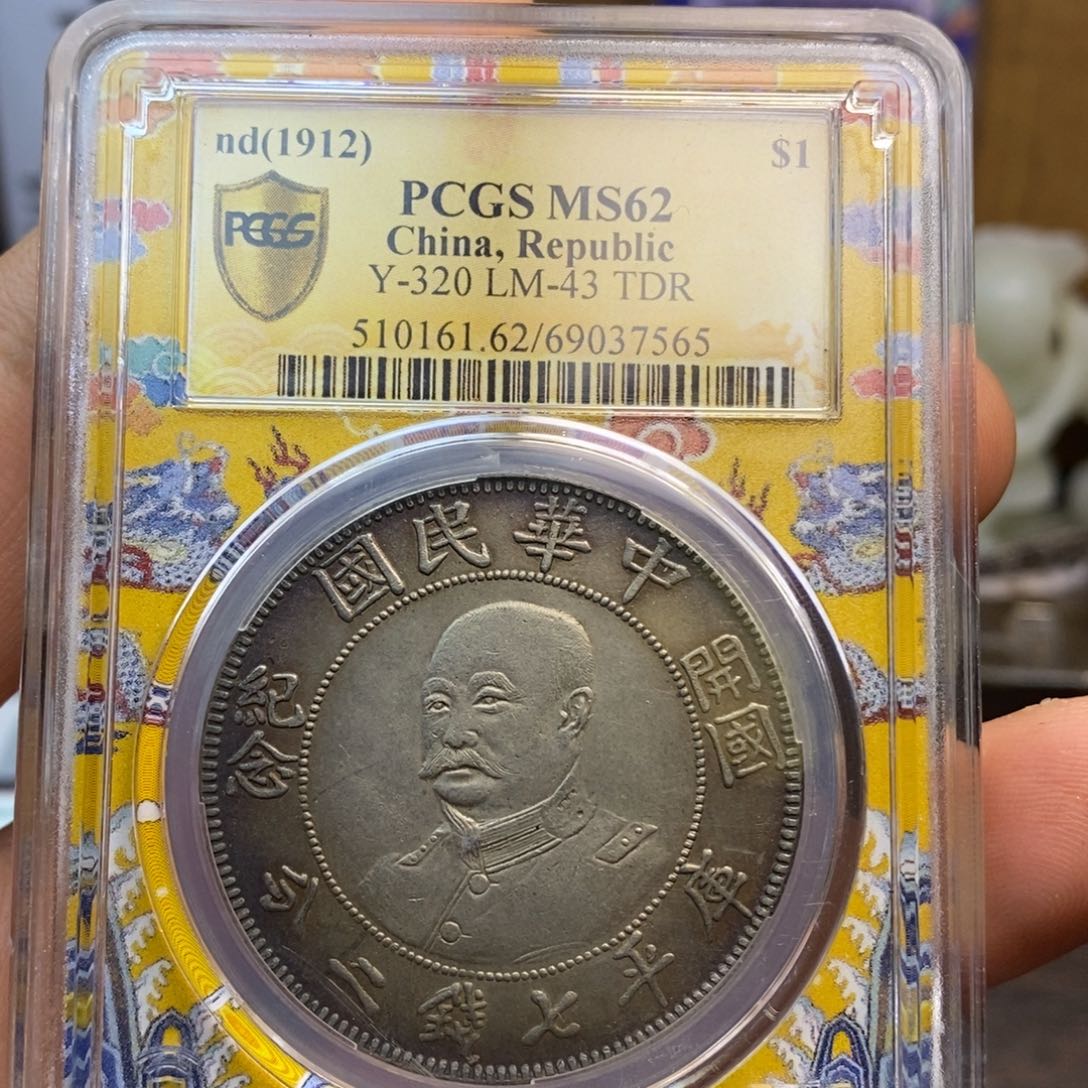 nd(1912)
$1
PCGS
PCGS MS62
China, Republic
Y-320 LM-43 TDR
510161.62/69037565
中華民國
開國
紀念
庫平七錢二分